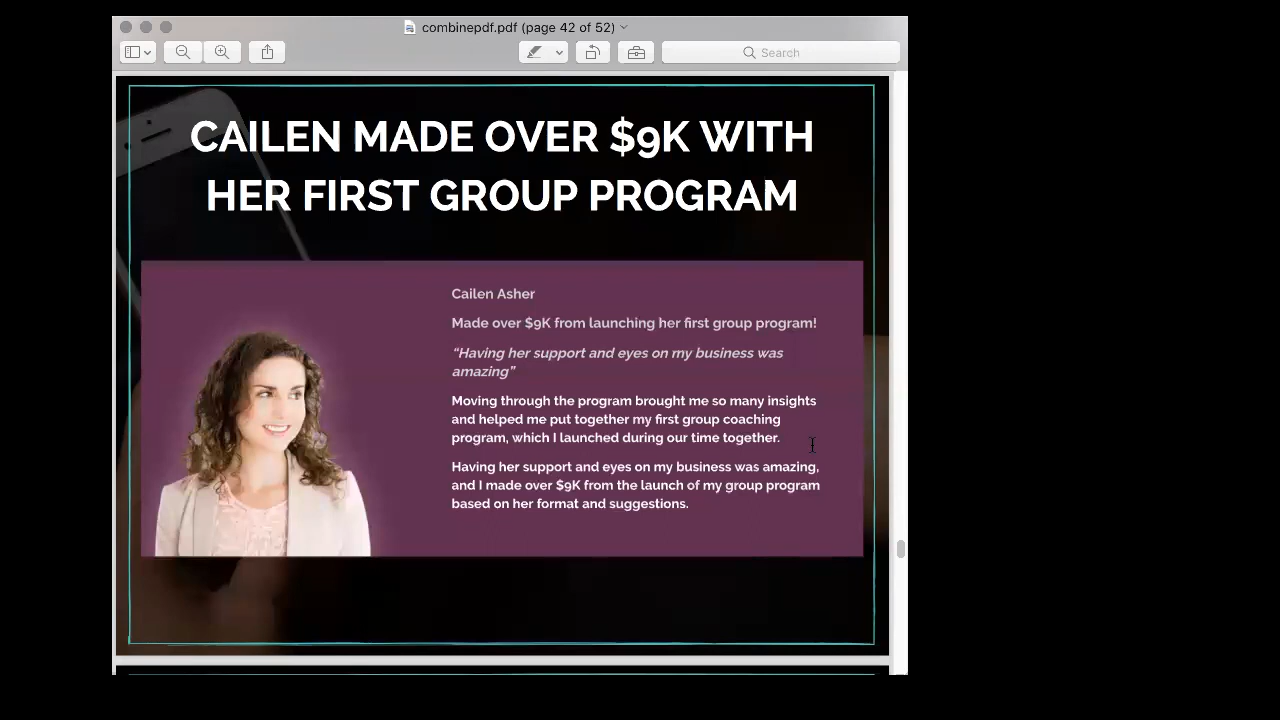 combinepdf.pdf (page 42 of 52)
Search
CAILEN MADE OVER $9K WITH
HER FIRST GROUP PROGRAM
Cailen Asher
Made over $9K from launching her first group program!
“Having her support and eyes on my business was
amazing”
Moving through the program brought me so many insights
and helped me put together my first group coaching
program, which I launched during our time together.
Having her support and eyes on my business was amazing,
and I made over $9K from the launch of my group program
based on her format and suggestions.